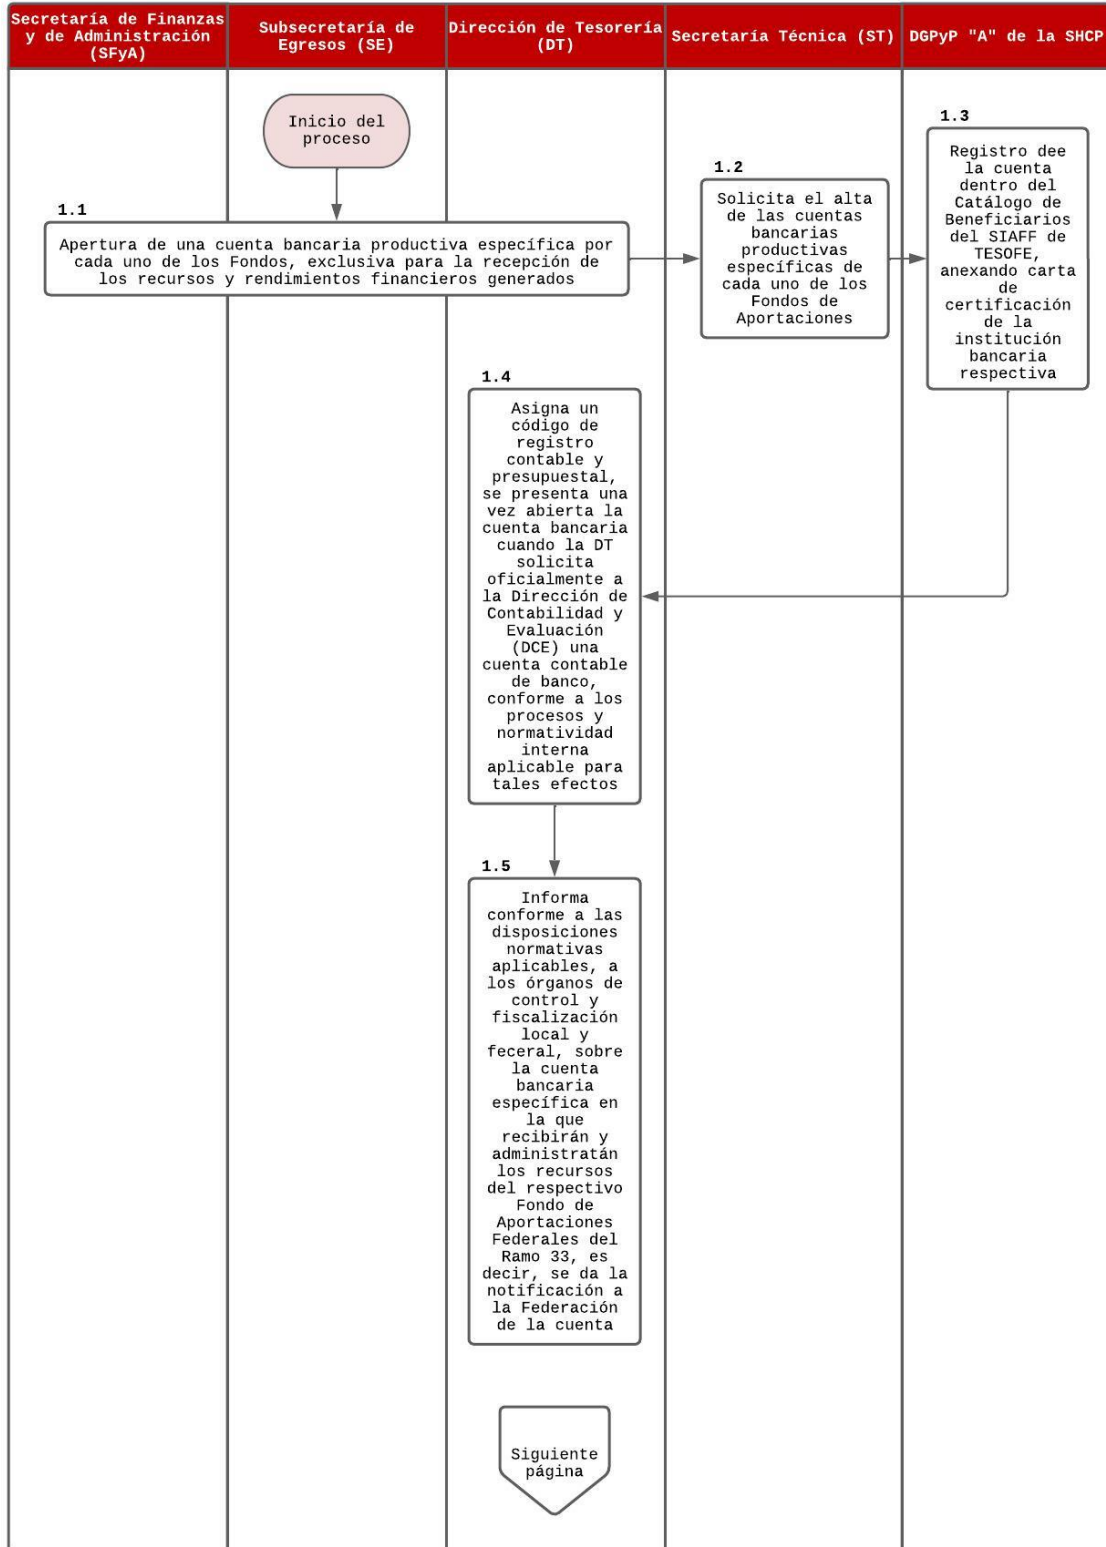 Secretaría de Finanzas
y de Administración
(SFyA)
Subsecretaría de
Egresos (SE)
Dirección de Tesorería
(DT)
Secretaría Técnica (ST)
DGPyP "A" de la SHCP
Inicio del
proceso
1.1
Apertura de una cuenta bancaria productiva específica por
cada uno de los Fondos, exclusiva para la recepción de
los recursos y rendimientos financieros generados
1.2
Solicita el alta
de las cuentas
bancarias
productivas
específicas de
cada uno de los
Fondos de
Aportaciones
1.3
Registro dee
la cuenta
dentro del
Catálogo de
Beneficiarios
del SIAFF de
TESOFE,
anexando carta
de
certificación
de la
institución
bancaria
respectiva
1.4
Asigna un
código de
registro
contable y
presupuestal,
se presenta una
vez abierta la
cuenta bancaria
cuando la DT
solicita
oficialmente a
la Dirección de
Contabilidad y
Evaluación
(DCE) una
cuenta contable
de banco,
conforme a los
procesos y
normatividad
interna
aplicable para
tales efectos
1.5
Informa
conforme a las
disposiciones
normativas
aplicables, a
los órganos de
control y
fiscalización
local y
feceral, sobre
la cuenta
bancaria
específica en
la que
recibirán y
administratán
los recursos
del respectivo
Fondo de
Aportaciones
Federales del
Ramo 33, es
decir, se da la
notificación a
la Federación
de la cuenta
Siguiente
página